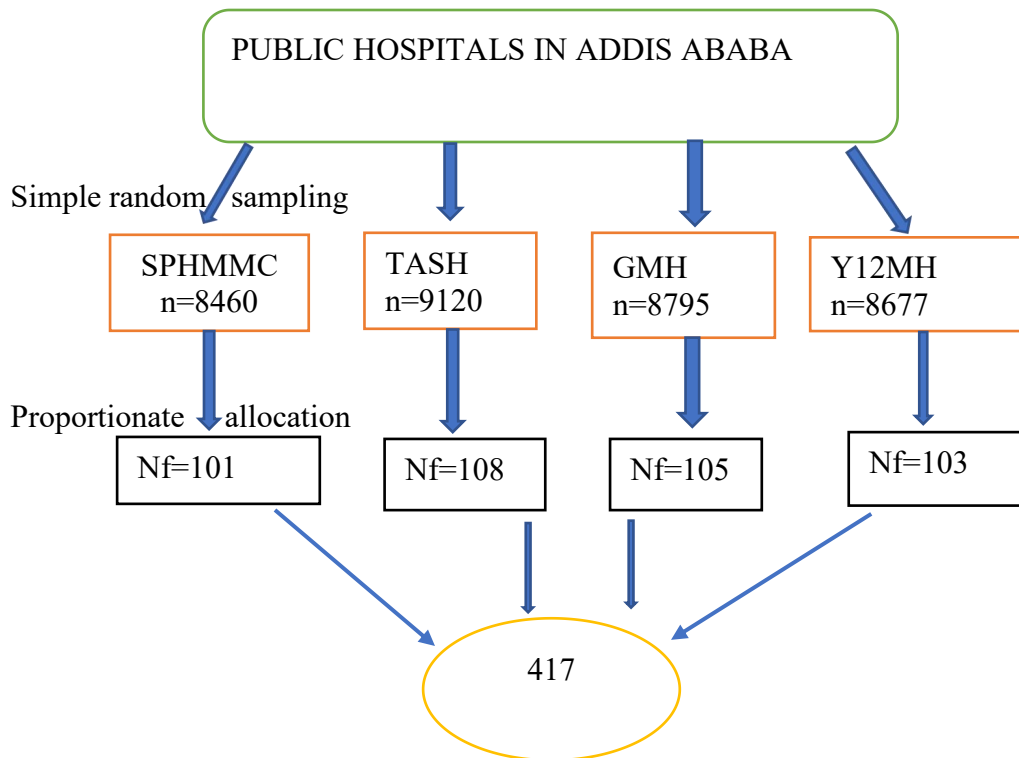 PUBLIC HOSPITALS IN ADDIS ABABA
Simple random sampling
SPHMMC
n=8460
TASH
n=9120
GMH
n=8795
Y12MH
n=8677
Proportionate allocation
Nf=101
Nf=108
Nf=105
Nf=103
417